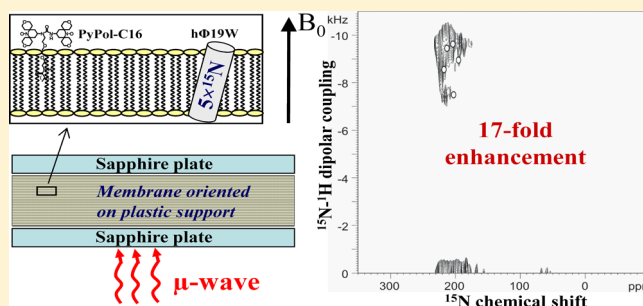 PyPol-C16
hΦ19W
5×¹⁵N
B₀
Sapphire plate
Membrane oriented
on plastic support
Sapphire plate
μ-wave
kHz
-10
-8
-6
-4
-2
0
¹⁵N-¹H dipolar coupling
17-fold
enhancement
300
200
100
0
ppm
¹⁵N chemical shift